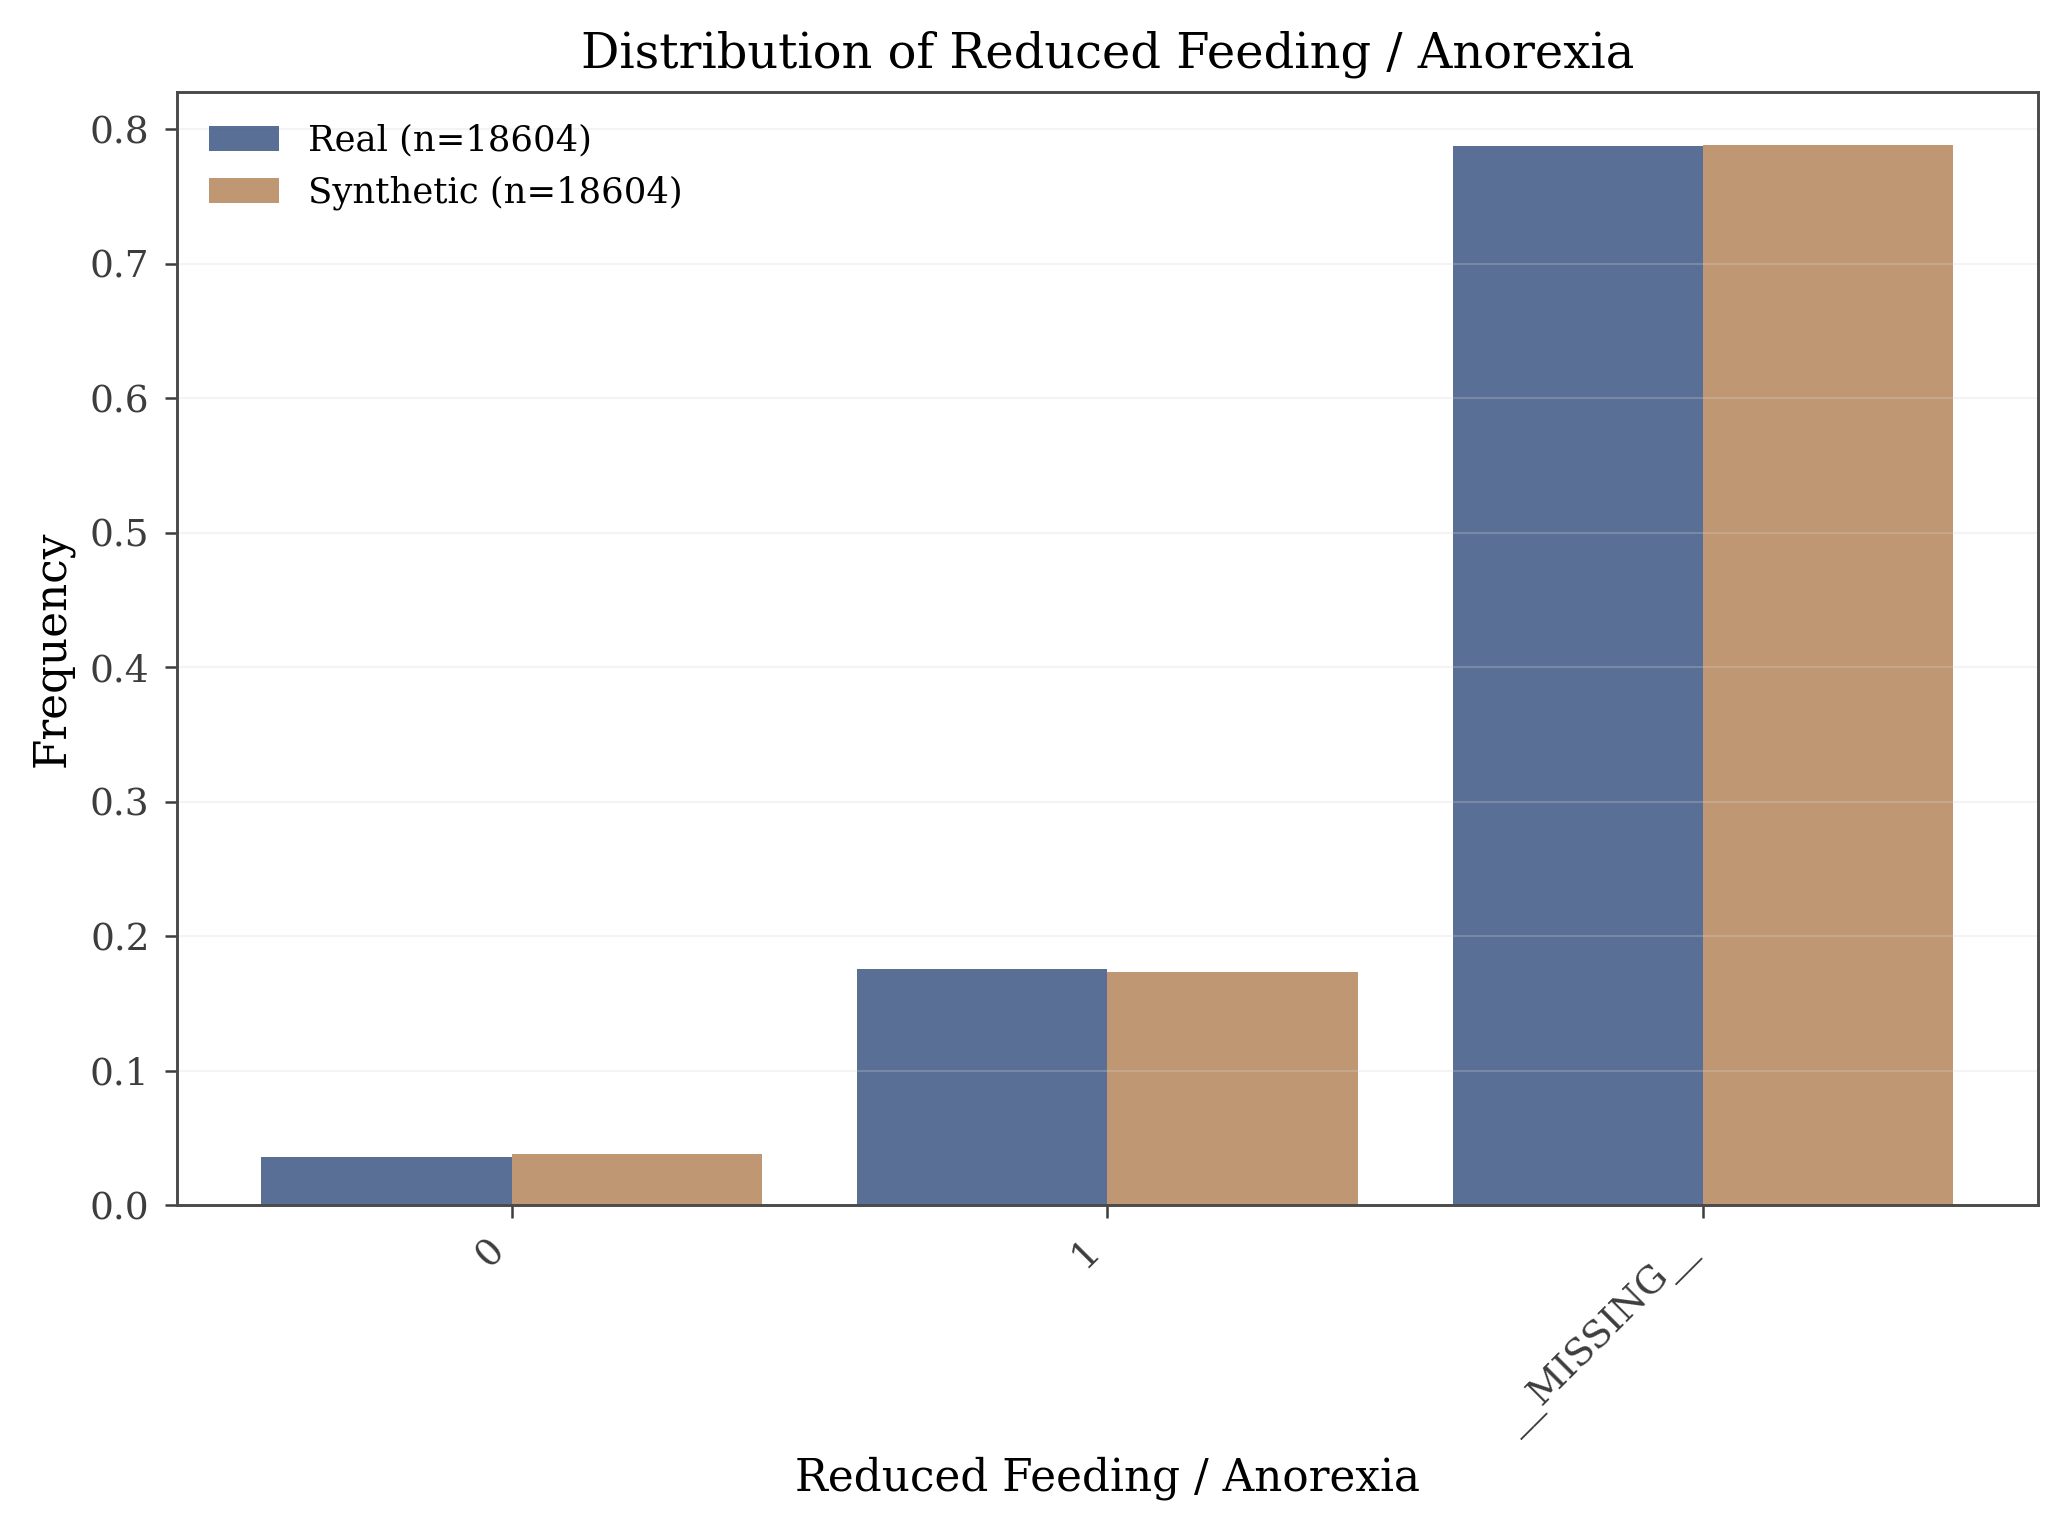 Distribution of Reduced Feeding / Anorexia
Real (n=18604)
Synthetic (n=18604)
Frequency
0.8
0.7
0.6
0.5
0.4
0.3
0.2
0.1
0.0
0
1
__MISSING__
Reduced Feeding / Anorexia